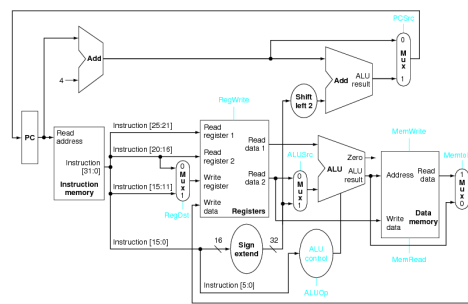 PCSrc
0
M
u
x
1
Add
4
Add
ALU
result
Shift
left 2
PC
Read
address
Instruction
[31:0]
Instruction
memory
Instruction [25:21]
Instruction [20:16]
Instruction [15:11]
Instruction [15:0]
Instruction [5:0]
0
M
u
x
1
RegDst
RegWrite
Read
register 1
Read
register 2
Write
register
Write
data
Read
data 1
Read
data 2
Registers
16
Sign
extend
32
ALUSrc
0
M
u
x
1
Zero
ALU
ALU
result
ALU
control
ALUOp
MemWrite
Address
Read
data
Write
data
Data
memory
MemRead
1
M
u
x
0